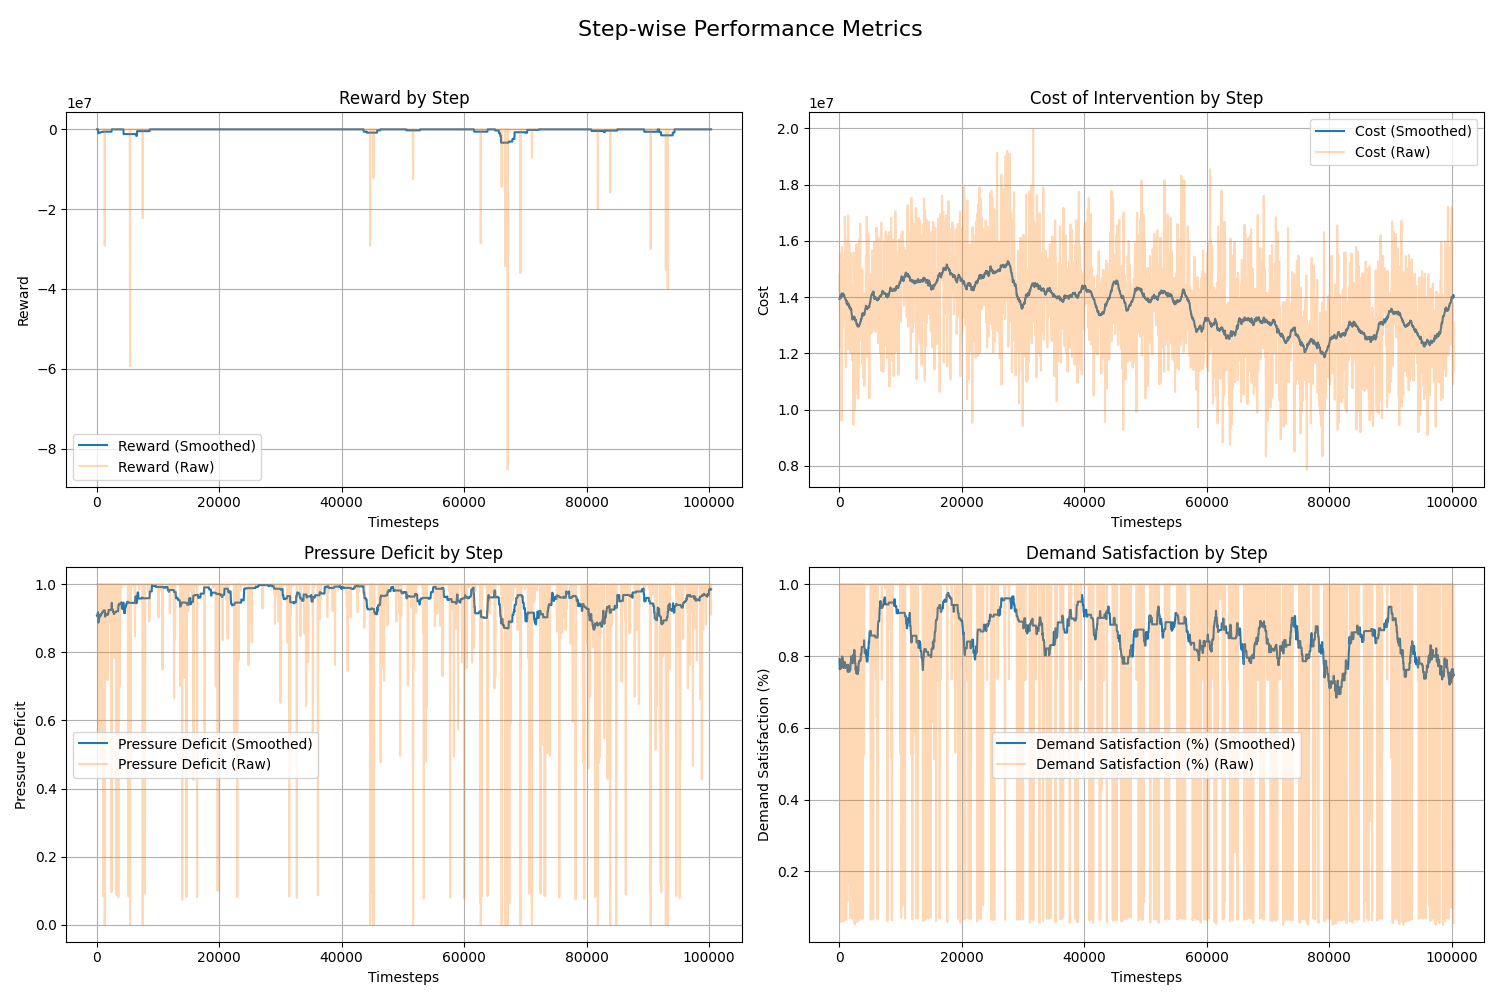 Step-wise Performance Metrics
Reward by Step
1e7
0
−2
−4
−6
−8
Reward
Reward (Smoothed)
Reward (Raw)
0 20000 40000 60000 80000 100000
Timesteps
Cost of Intervention by Step
1e7
2.0
1.8
1.6
1.4
1.2
1.0
0.8
Cost
Cost (Smoothed)
Cost (Raw)
0 20000 40000 60000 80000 100000
Timesteps
Pressure Deficit by Step
1.0
0.8
0.6
0.4
0.2
0.0
Pressure Deficit
Pressure Deficit (Smoothed)
Pressure Deficit (Raw)
0 20000 40000 60000 80000 100000
Timesteps
Demand Satisfaction by Step
1.0
0.8
0.6
0.4
0.2
Demand Satisfaction (%)
Demand Satisfaction (%) (Smoothed)
Demand Satisfaction (%) (Raw)
0 20000 40000 60000 80000 100000
Timesteps